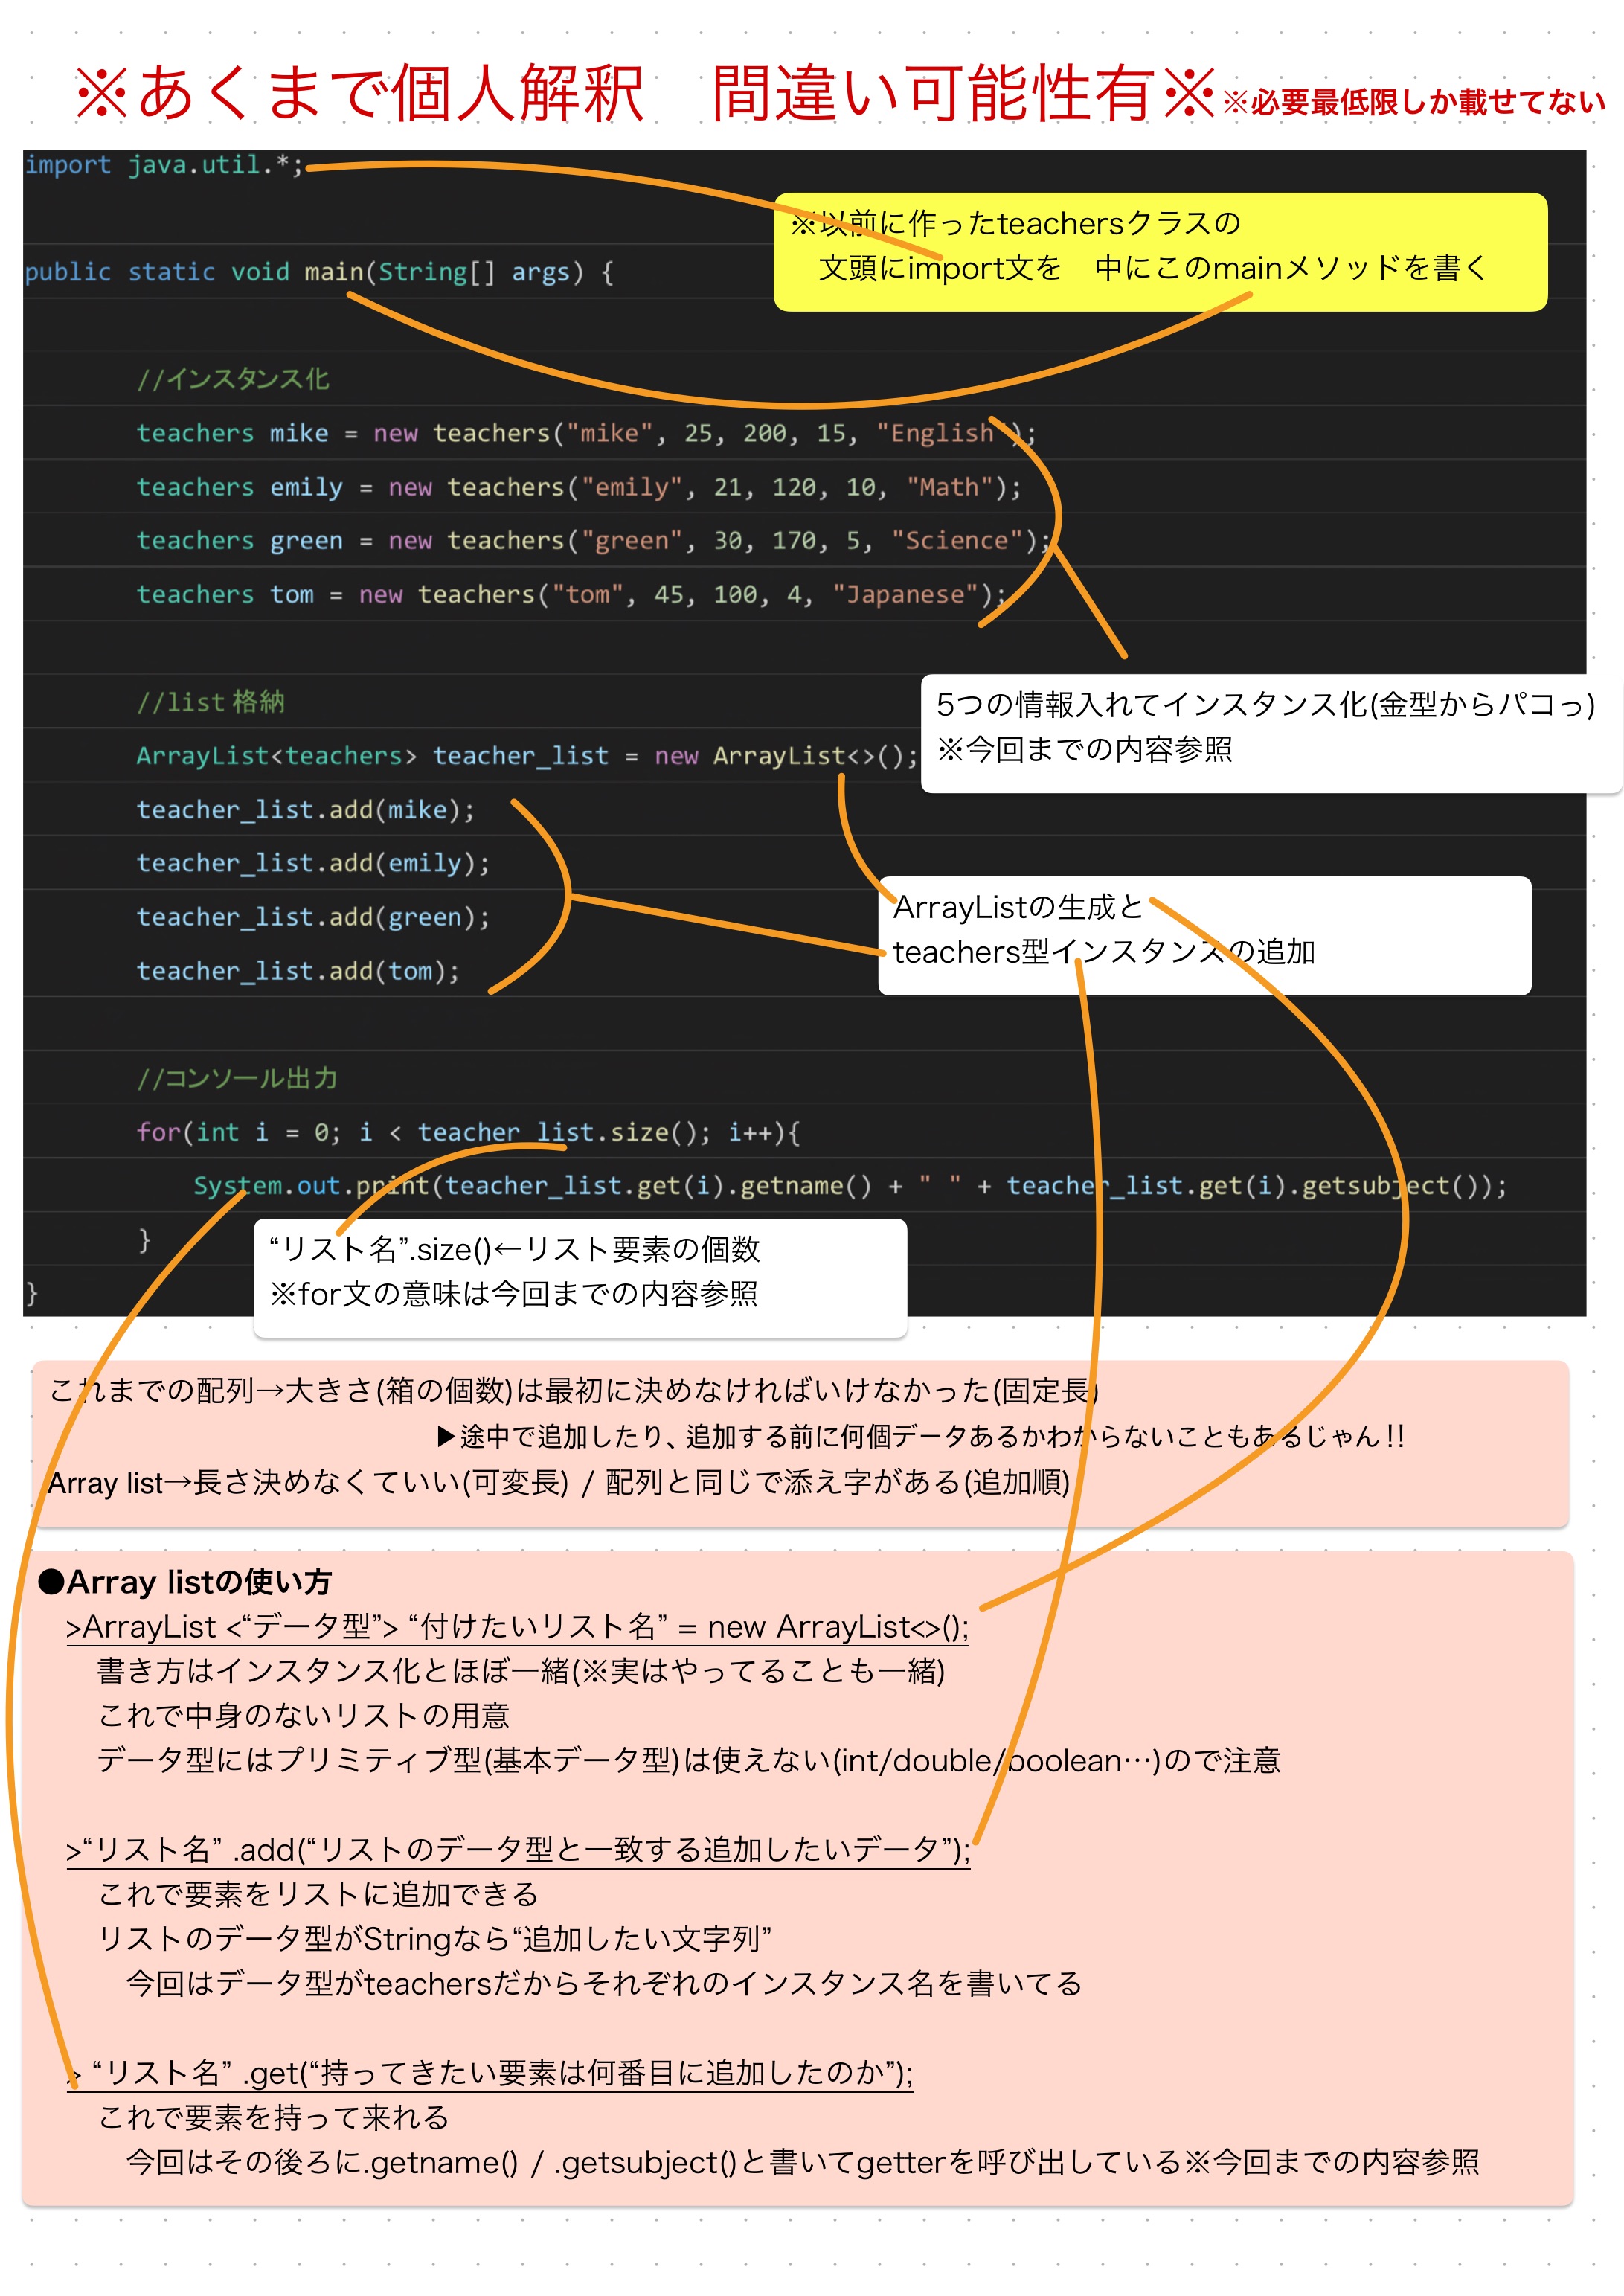 ※あくまで個人解釈　間違い可能性有※※必要最低限しか載せてない
import java.util.*;
※以前に作ったteachersクラスの
文頭にimport文を　中にこのmainメソッドを書く
public static void main(String[] args) {
//インスタンス化
teachers mike = new teachers("mike", 25, 200, 15, "English");
teachers emily = new teachers("emily", 21, 120, 10, "Math");
teachers green = new teachers("green", 30, 170, 5, "Science");
teachers tom = new teachers("tom", 45, 100, 4, "Japanese");
5つの情報入れてインスタンス化(金型からパコっ)
※今回までの内容参照
//list格納
ArrayList<teachers> teacher_list = new ArrayList<>();
teacher_list.add(mike);
teacher_list.add(emily);
teacher_list.add(green);
teacher_list.add(tom);
ArrayListの生成と
teachers型インスタンスの追加
//コンソール出力
for(int i = 0; i < teacher_list.size(); i++){
System.out.print(teacher_list.get(i).getname() + " " + teacher_list.get(i).getsubject());
}
“リスト名”.size()←リスト要素の個数
※for文の意味は今回までの内容参照
}
これまでの配列→大きさ(箱の個数)は最初に決めなければいけなかった(固定長)
▶途中で追加したり、追加する前に何個データあるかわからないこともあるじゃん!!
Array list→長さ決めなくていい(可変長) / 配列と同じで添え字がある(追加順)
●Array listの使い方
>ArrayList <“データ型”> “付けたいリスト名” = new ArrayList<>();
書き方はインスタンス化とほぼ一緒(※実はやってることも一緒)
これで中身のないリストの用意
データ型にはプリミティブ型(基本データ型)は使えない(int/double/boolean…)ので注意
>“リスト名” .add(“リストのデータ型と一致する追加したいデータ”);
これで要素をリストに追加できる
リストのデータ型がStringなら“追加したい文字列”
今回はデータ型がteachersだからそれぞれのインスタンス名を書いてる
> “リスト名” .get(“持ってきたい要素は何番目に追加したのか”);
これで要素を持って来れる
今回はその後ろに.getname() / .getsubject()と書いてgetterを呼び出している※今回までの内容参照